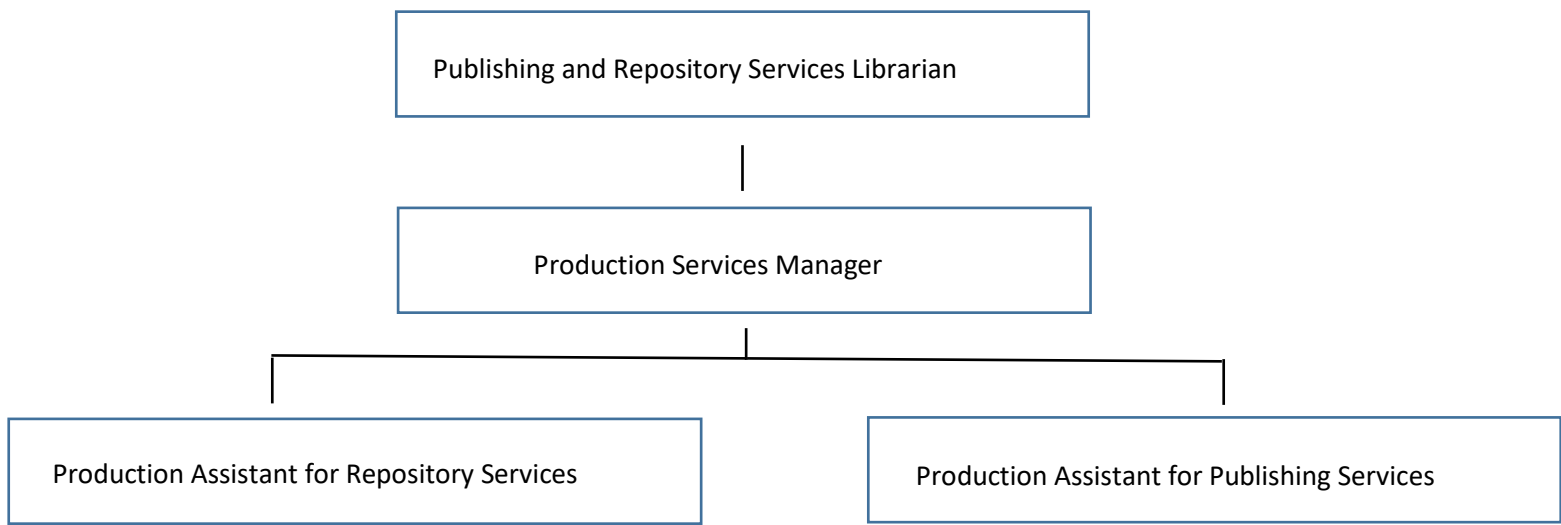 Publishing and Repository Services Librarian
Production Services Manager
Production Assistant for Repository Services
Production Assistant for Publishing Services